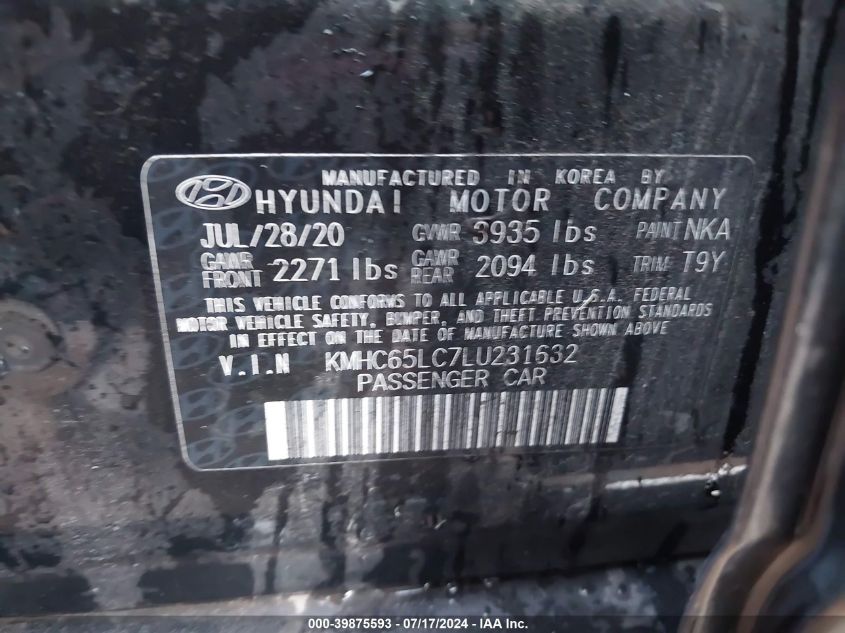 MANUFACTURED IN KOREA BY
HYUNDAI MOTOR COMPANY
JUL/28/20 GVWR 3935 lbs PAINT NKA
GAWR FRONT 2271 lbs GAWR REAR 2094 lbs TRIM T9Y
THIS VEHICLE CONFORMS TO ALL APPLICABLE U.S.A. FEDERAL
MOTOR VEHICLE SAFETY, BUMPER, AND THEFT PREVENTION STANDARDS
IN EFFECT ON THE DATE OF MANUFACTURE SHOWN ABOVE
V.I.N KMHC65LC7LU231632
PASSENGER CAR
000-39875593 - 07/17/2024 - IAAI.com